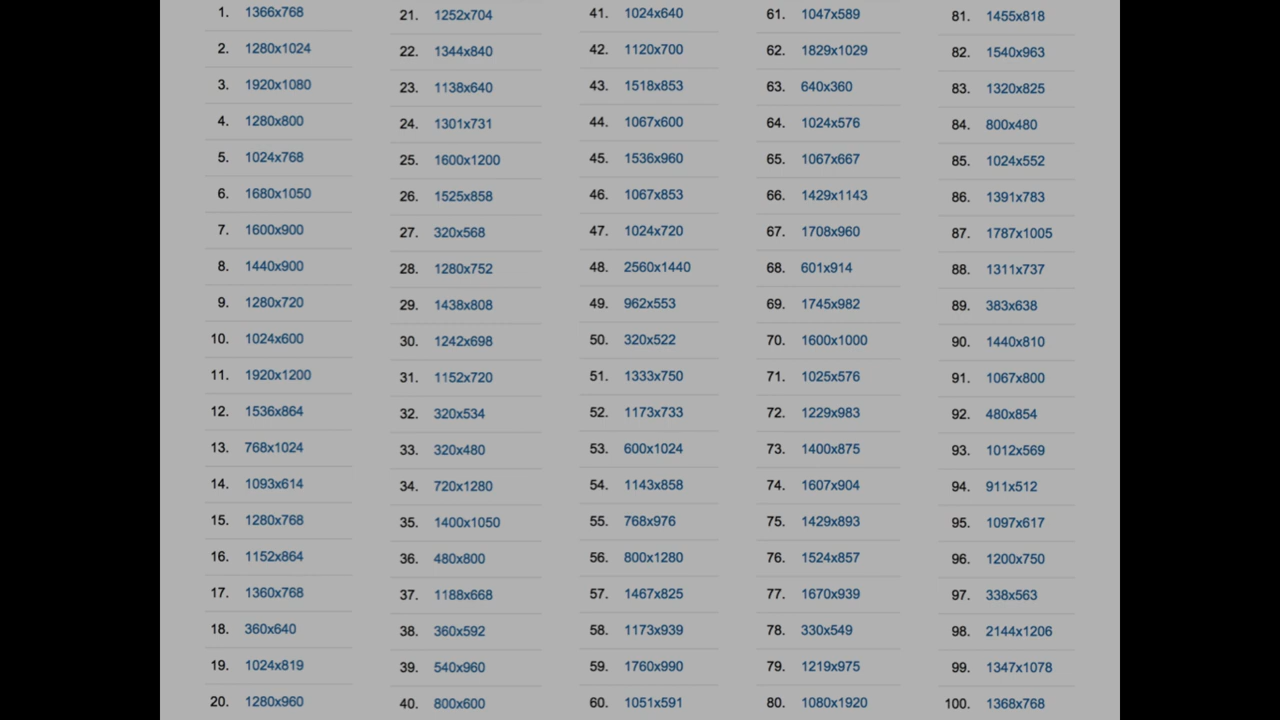 1. 1366x768
2. 1280x1024
3. 1920x1080
4. 1280x800
5. 1024x768
6. 1680x1050
7. 1600x900
8. 1440x900
9. 1280x720
10. 1024x600
11. 1920x1200
12. 1536x864
13. 768x1024
14. 1093x614
15. 1280x768
16. 1152x864
17. 1360x768
18. 360x640
19. 1024x819
20. 1280x960
21. 1252x704
22. 1344x840
23. 1138x640
24. 1301x731
25. 1600x1200
26. 1525x858
27. 320x568
28. 1280x752
29. 1438x808
30. 1242x698
31. 1152x720
32. 320x534
33. 320x480
34. 720x1280
35. 1400x1050
36. 480x800
37. 1188x668
38. 360x592
39. 540x960
40. 800x600
41. 1024x640
42. 1120x700
43. 1518x853
44. 1067x600
45. 1536x960
46. 1067x853
47. 1024x720
48. 2560x1440
49. 962x553
50. 320x522
51. 1333x750
52. 1173x733
53. 600x1024
54. 1143x858
55. 768x976
56. 800x1280
57. 1467x825
58. 1173x939
59. 1760x990
60. 1051x591
61. 1047x589
62. 1829x1029
63. 640x360
64. 1024x576
65. 1067x667
66. 1429x1143
67. 1708x960
68. 601x914
69. 1745x982
70. 1600x1000
71. 1025x576
72. 1229x983
73. 1400x875
74. 1607x904
75. 1429x893
76. 1524x857
77. 1670x939
78. 330x549
79. 1219x975
80. 1080x1920
81. 1455x818
82. 1540x963
83. 1320x825
84. 800x480
85. 1024x552
86. 1391x783
87. 1787x1005
88. 1311x737
89. 383x638
90. 1440x810
91. 1067x800
92. 480x854
93. 1012x569
94. 911x512
95. 1097x617
96. 1200x750
97. 338x563
98. 2144x1206
99. 1347x1078
100. 1368x768